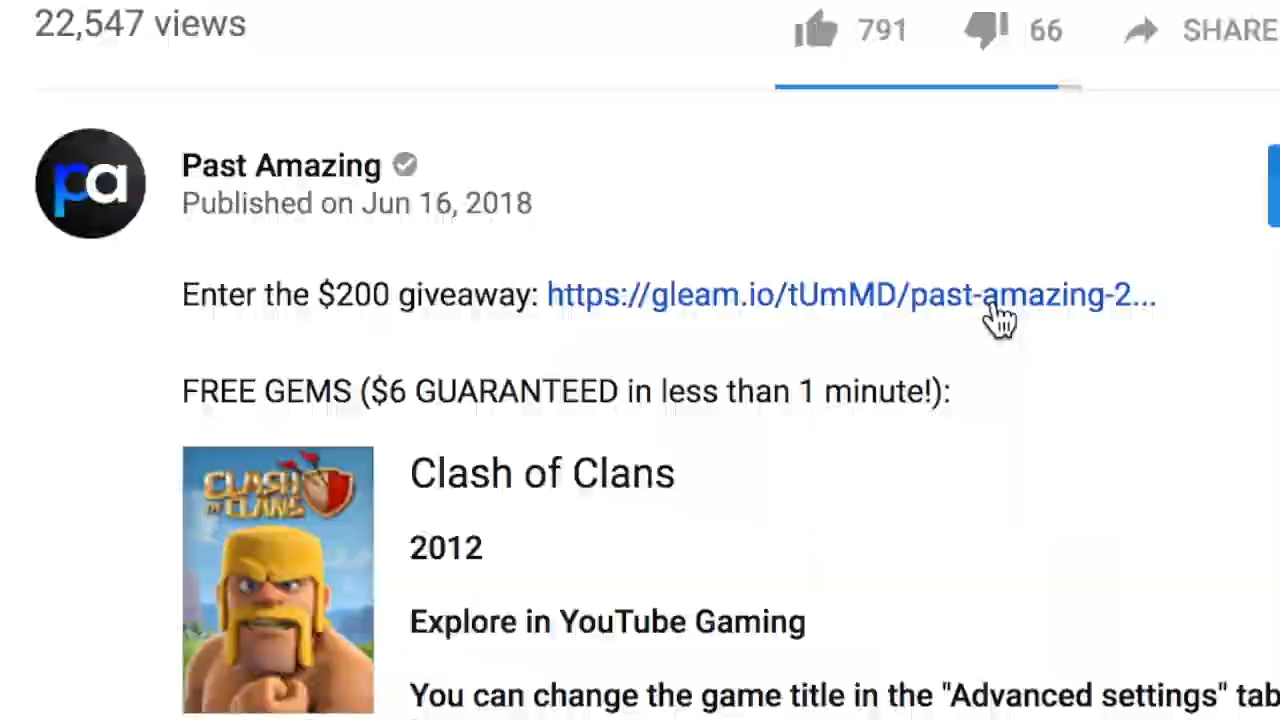 22,547 views
791
66
SHARE
pa
Past Amazing
Published on Jun 16, 2018
Enter the $200 giveaway: https://gleam.io/tUmMD/past-amazing-2...
FREE GEMS ($6 GUARANTEED in less than 1 minute!):
CLASH OF CLANS
Clash of Clans
2012
Explore in YouTube Gaming
You can change the game title in the "Advanced settings" tab